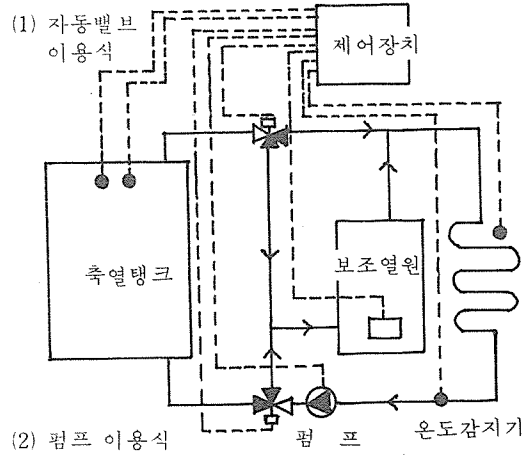 (1) 자동밸브
이용식
제어장치
축열탱크
보조열원
(2) 펌프 이용식
펌 프
온도감지기